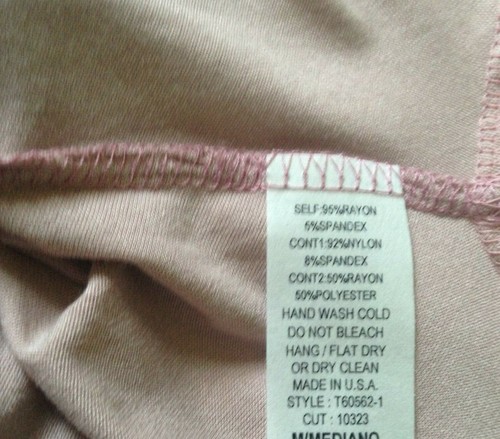 SELF:95%RAYON
5%SPANDEX
CONT1:92%NYLON
8%SPANDEX
CONT2:50%RAYON
50%POLYESTER
HAND WASH COLD
DO NOT BLEACH
HANG / FLAT DRY
OR DRY CLEAN
MADE IN U.S.A.
STYLE : T60562-1
CUT : 10323
M/MEDIANO